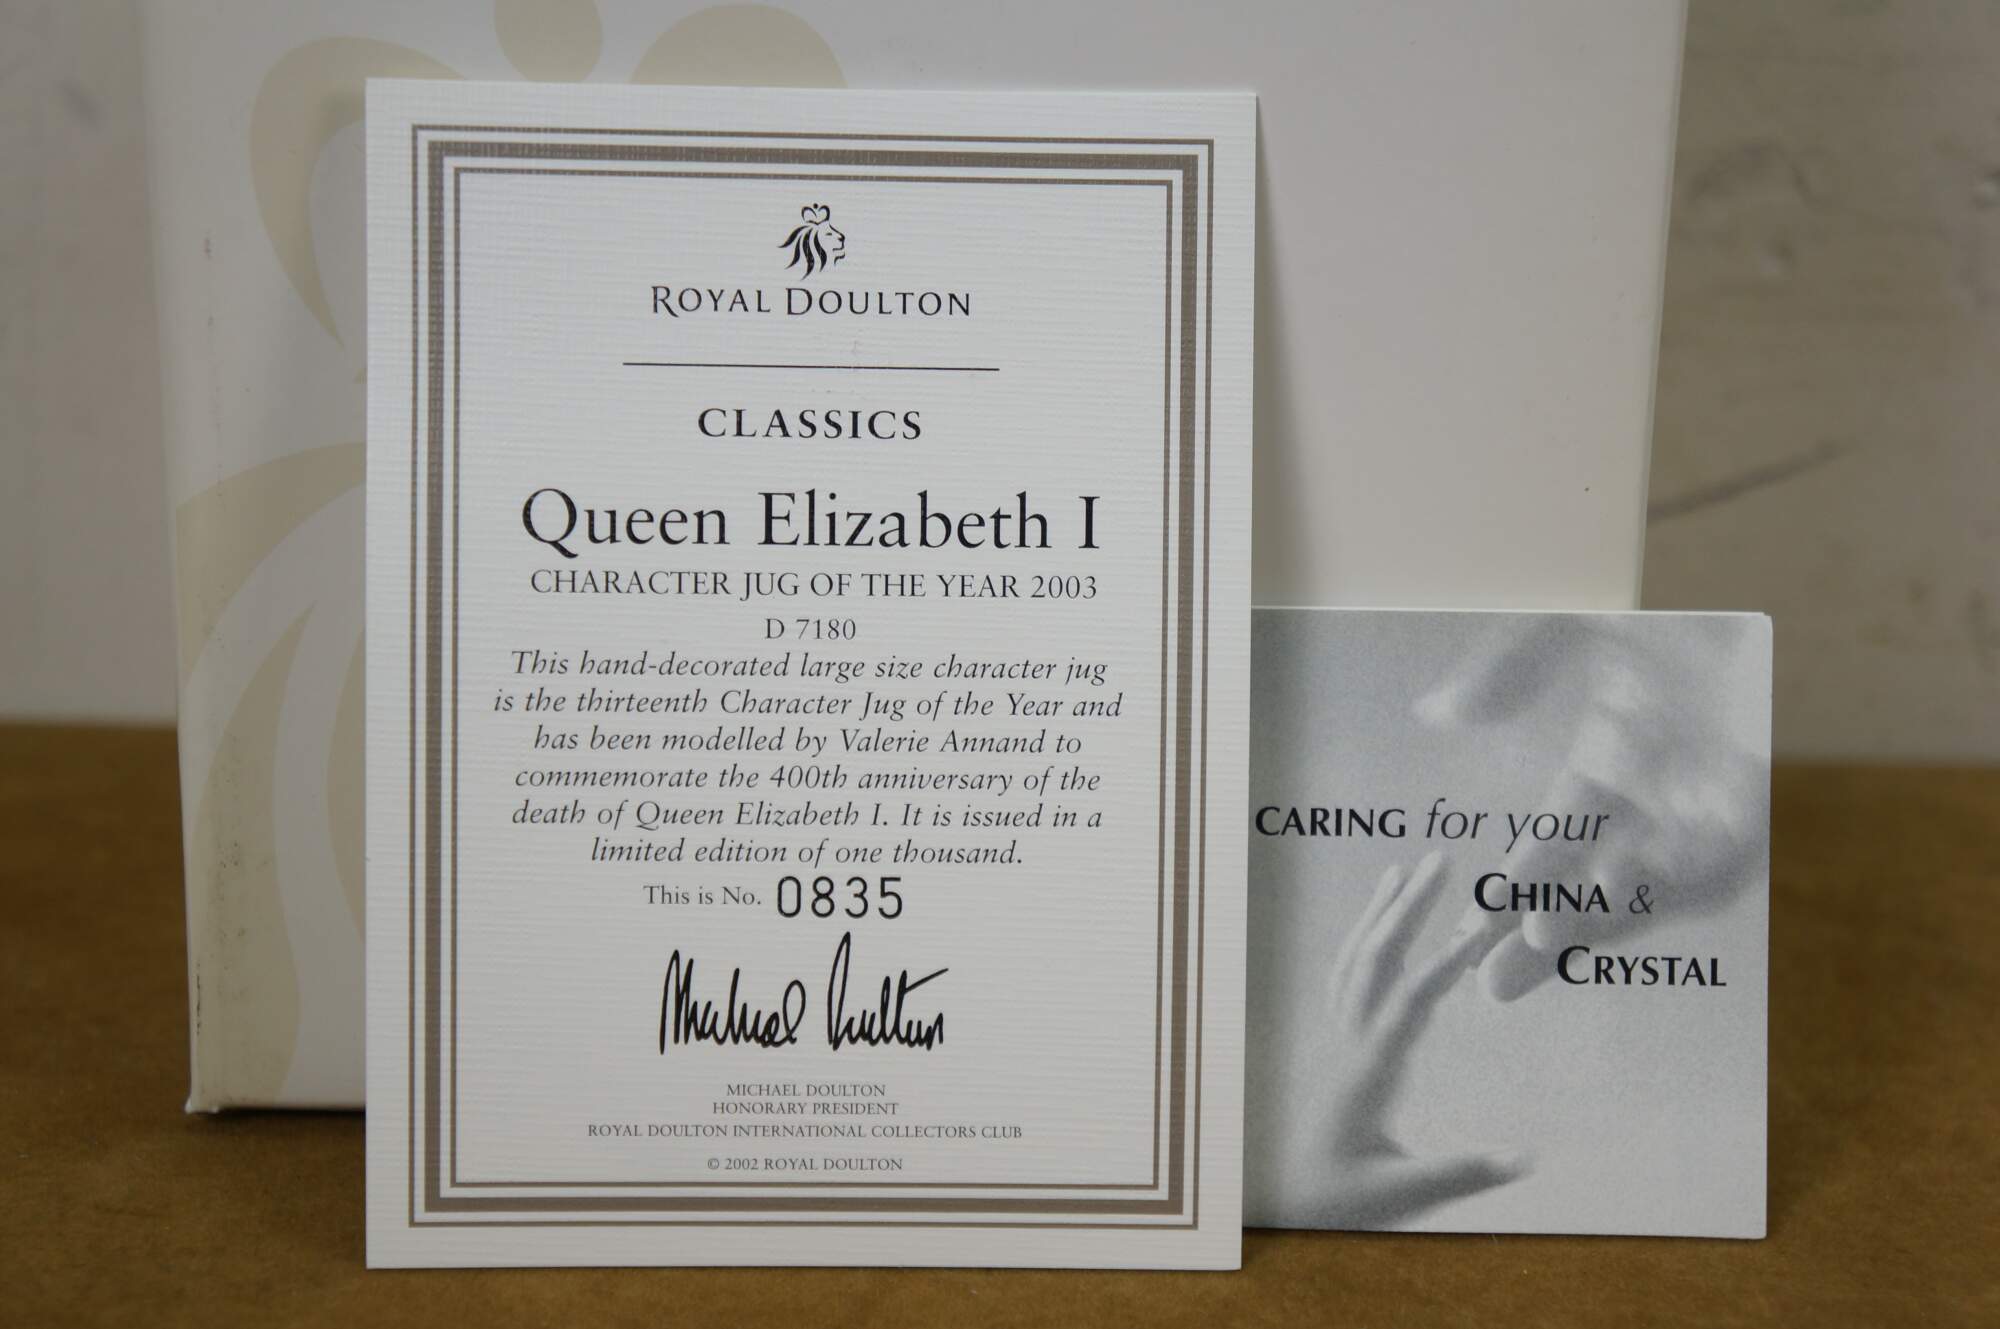 ROYAL DOULTON
CLASSICS
Queen Elizabeth I
CHARACTER JUG OF THE YEAR 2003
D 7180
This hand-decorated large size character jug
is the thirteenth Character Jug of the Year and
has been modelled by Valerie Annand to
commemorate the 400th anniversary of the
death of Queen Elizabeth I. It is issued in a
limited edition of one thousand.
This is No. 0835
Michael Doulton
MICHAEL DOULTON
HONORARY PRESIDENT
ROYAL DOULTON INTERNATIONAL COLLECTORS CLUB
© 2002 ROYAL DOULTON
CARING for your
CHINA &
CRYSTAL